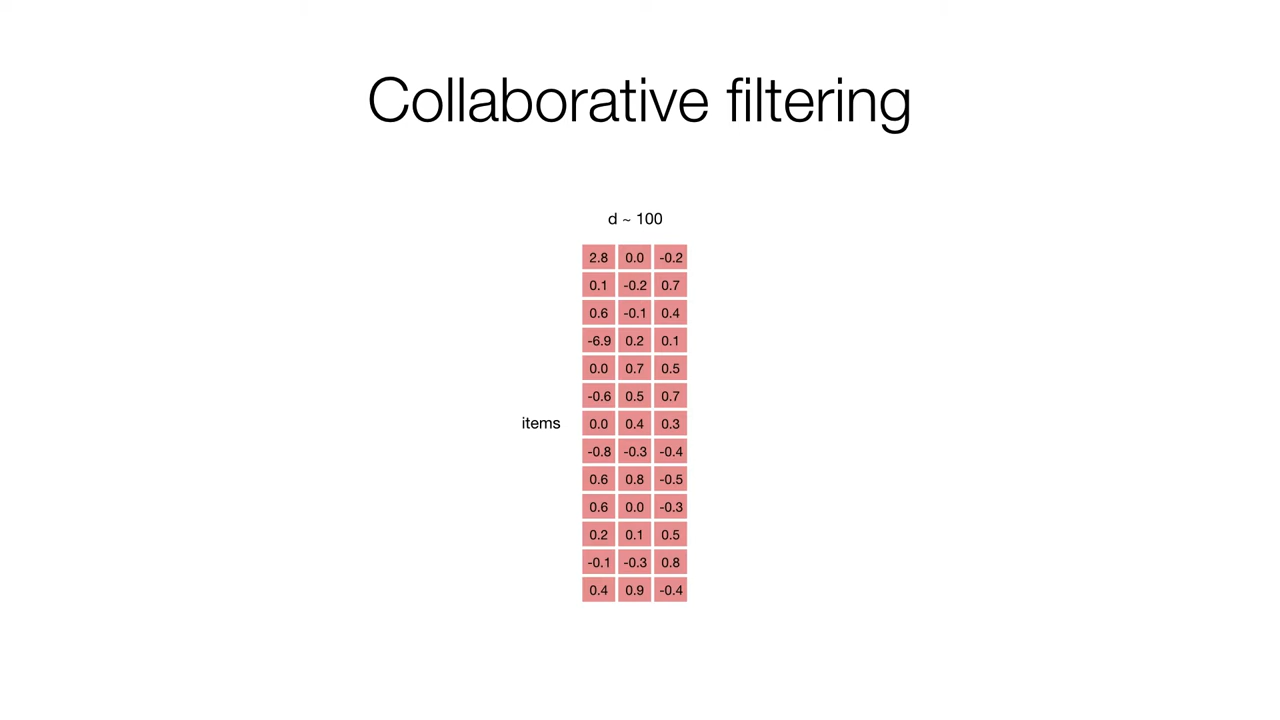 Collaborative filtering
d ~ 100
2.8 0.0 -0.2
0.1 -0.2 0.7
0.6 -0.1 0.4
-6.9 0.2 0.1
0.0 0.7 0.5
-0.6 0.5 0.7
items 0.0 0.4 0.3
-0.8 -0.3 -0.4
0.6 0.8 -0.5
0.6 0.0 -0.3
0.2 0.1 0.5
-0.1 -0.3 0.8
0.4 0.9 -0.4